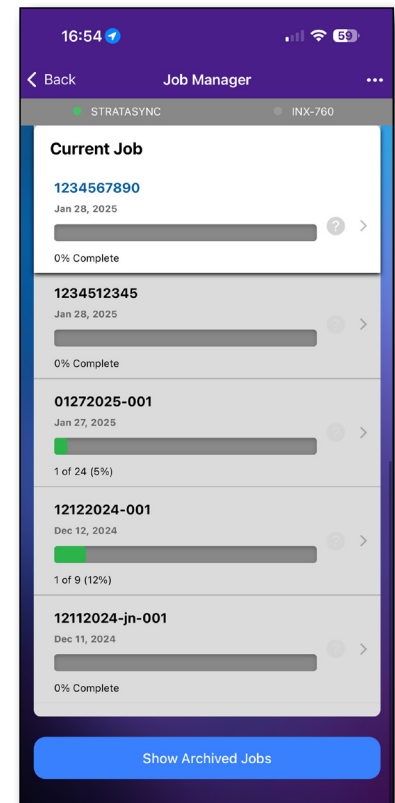 16:54
59
Back
Job Manager
•••
STRATASYNC
INX-760
Current Job
1234567890
Jan 28, 2025
?
0% Complete
1234512345
Jan 28, 2025
?
0% Complete
01272025-001
Jan 27, 2025
?
1 of 24 (5%)
12122024-001
Dec 12, 2024
?
1 of 9 (12%)
12112024-jn-001
Dec 11, 2024
?
0% Complete
Show Archived Jobs